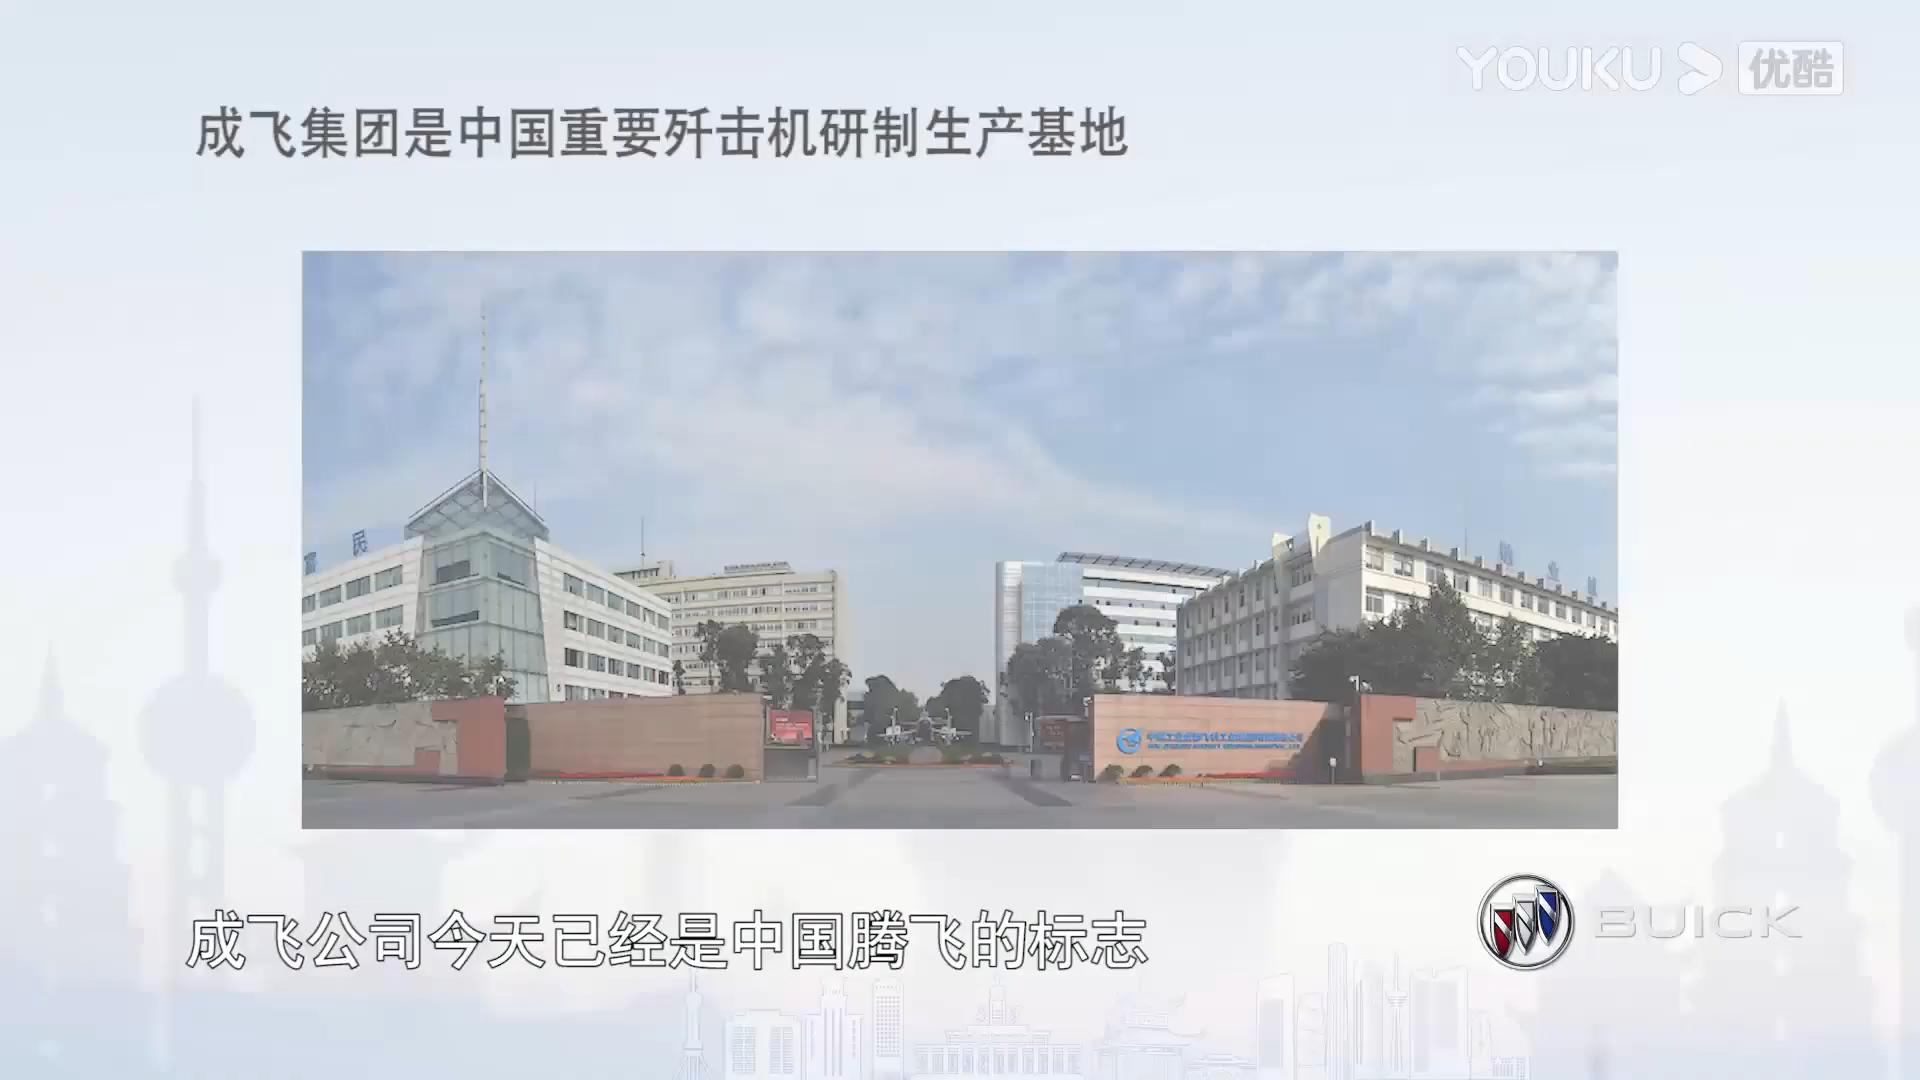 YOUKU 优酷
成飞集团是中国重要歼击机研制生产基地
民
成飞公司今天已经是中国腾飞的标志
BUICK